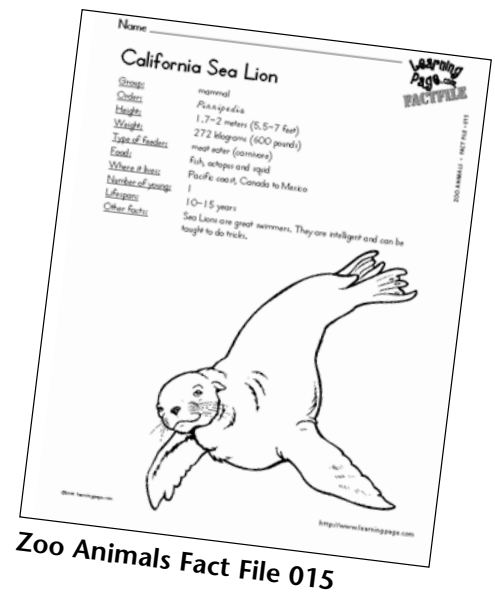 Name
California Sea Lion
Learning
Page.com
FACTFILE
Group: mammal
Order: Pinnipedia
Height: 1.7-2 meters (5.5-7 feet)
Weight: 272 kilograms (600 pounds)
Type of feeder: meat eater (carnivore)
Food: fish, octopus and squid
Where it lives: Pacific coast, Canada to Mexico
Number of young: 1
Lifespan: 10-15 years
Other facts: Sea Lions are great swimmers. They are intelligent and can be
taught to do tricks.
ZOO ANIMALS • FACT FILE • 015
learningpage.com
http://www.learningpage.com
Zoo Animals Fact File 015